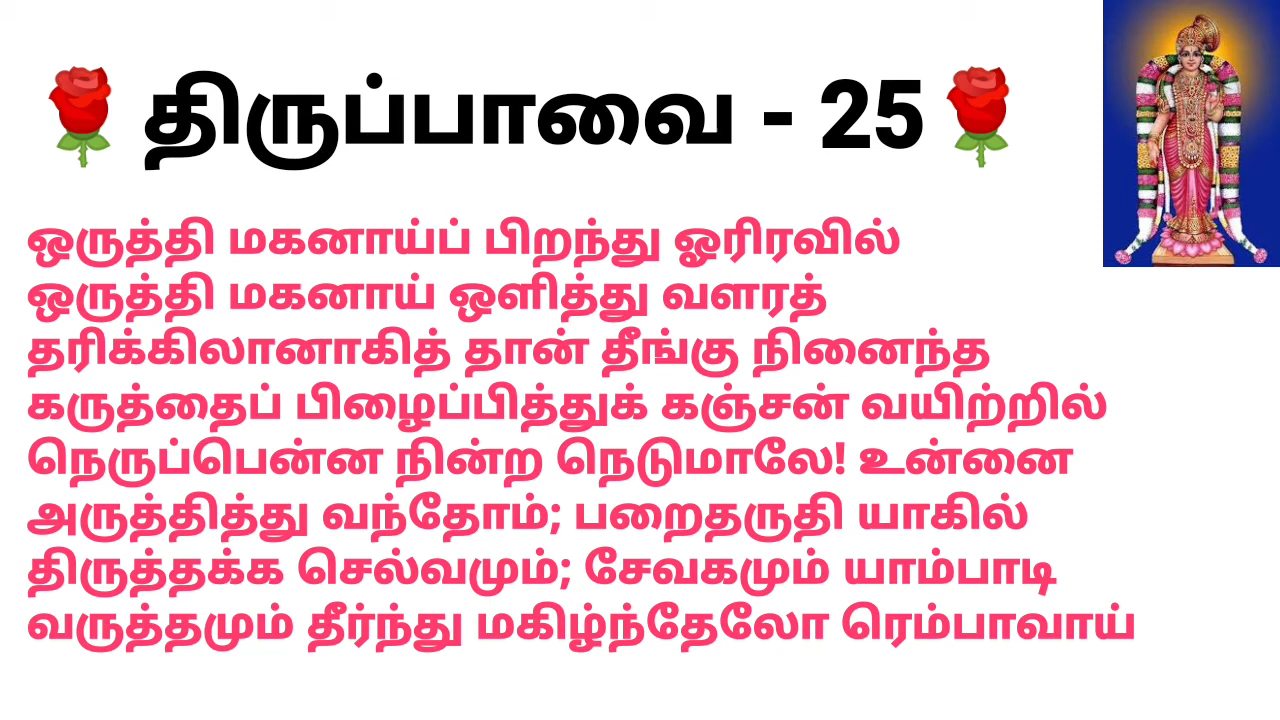 திருப்பாவை - 25
ஒருத்தி மகனாய்ப் பிறந்து ஓரிரவில்
ஒருத்தி மகனாய் ஒளித்து வளரத்
தரிக்கிலானாகித் தான் தீங்கு நினைந்த
கருத்தைப் பிழைப்பித்துக் கஞ்சன் வயிற்றில்
நெருப்பென்ன நின்ற நெடுமாலே! உன்னை
அருத்தித்து வந்தோம்; பறைதருதி யாகில்
திருத்தக்க செல்வமும்; சேவகமும் யாம்பாடி
வருத்தமும் தீர்ந்து மகிழ்ந்தேலோ ரெம்பாவாய்